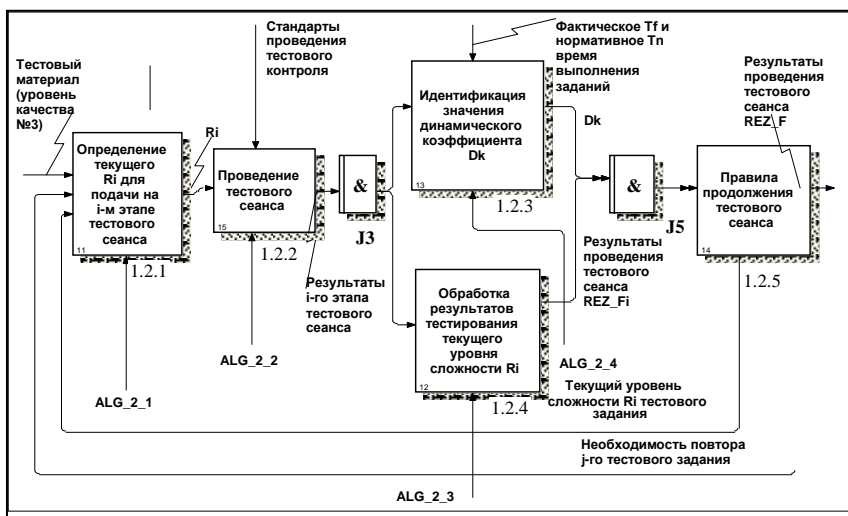 Тестовый
материал
(уровень
качества
№3)
Стандарты
проведения
тестового
контроля
Фактическое Tf и
нормативное Tn
время
выполнения
заданий
Результаты
проведения
тестового
сеанса
REZ_F
Ri
Определение
текущего
Ri для
подачи на
i-м этапе
тестового
сеанса
11
1.2.1
Проведение
тестового
сеанса
15
1.2.2
&
J3
Идентификация
значения
динамического
коэффициента
Dk
13
1.2.3
Dk
&
J5
Правила
продолжения
тестового
сеанса
14
1.2.5
Результаты
i-го этапа
тестового
сеанса
Обработка
результатов
тестирования
текущего
уровня
сложности Ri
12
1.2.4
Результаты
проведения
тестового
сеанса
REZ_Fi
ALG_2_1
ALG_2_2
ALG_2_4
Текущий уровень
сложности Ri тестового
задания
Необходимость повтора
j-го тестового задания
ALG_2_3